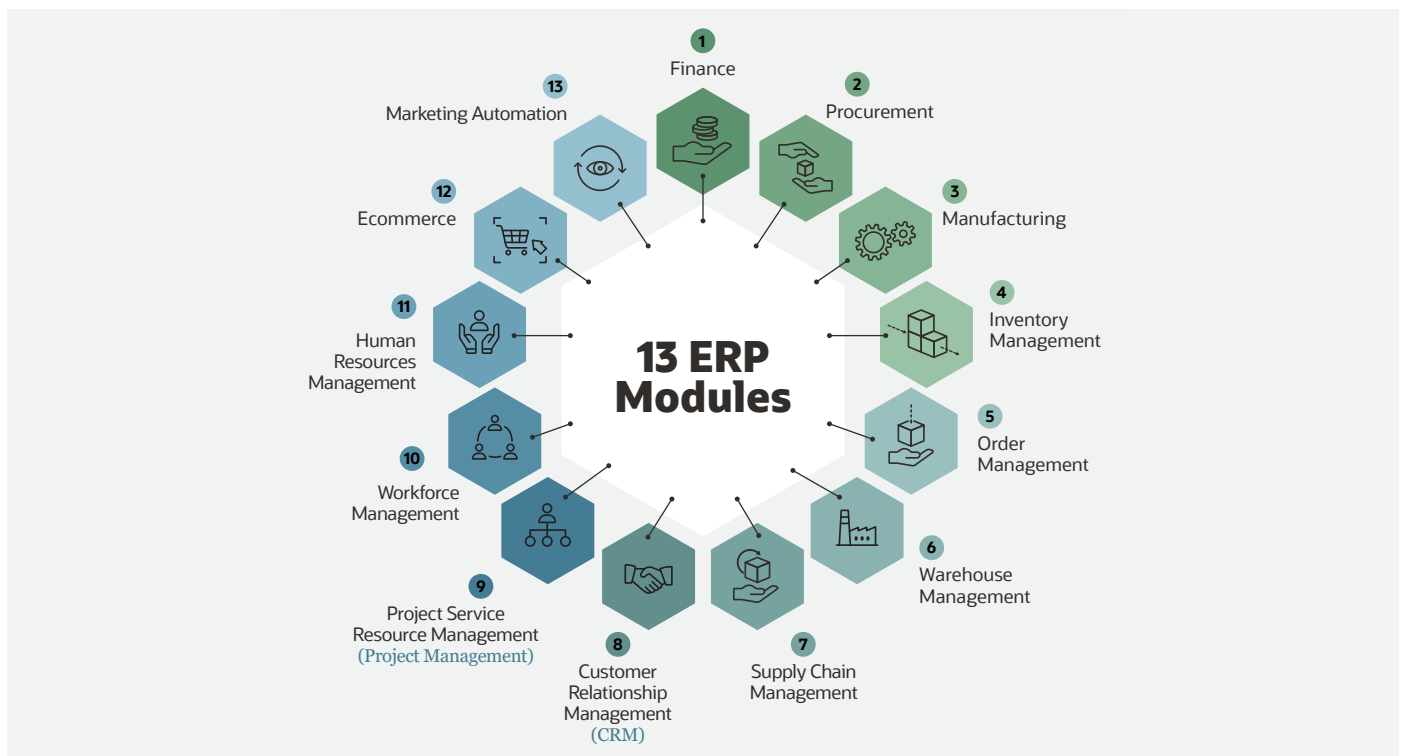 13 ERP
Modules
1
Finance
2
Procurement
3
Manufacturing
4
Inventory
Management
5
Order
Management
6
Warehouse
Management
7
Supply Chain
Management
8
Customer
Relationship
Management
(CRM)
9
Project Service
Resource Management
(Project Management)
10
Workforce
Management
11
Human
Resources
Management
12
Ecommerce
13
Marketing Automation